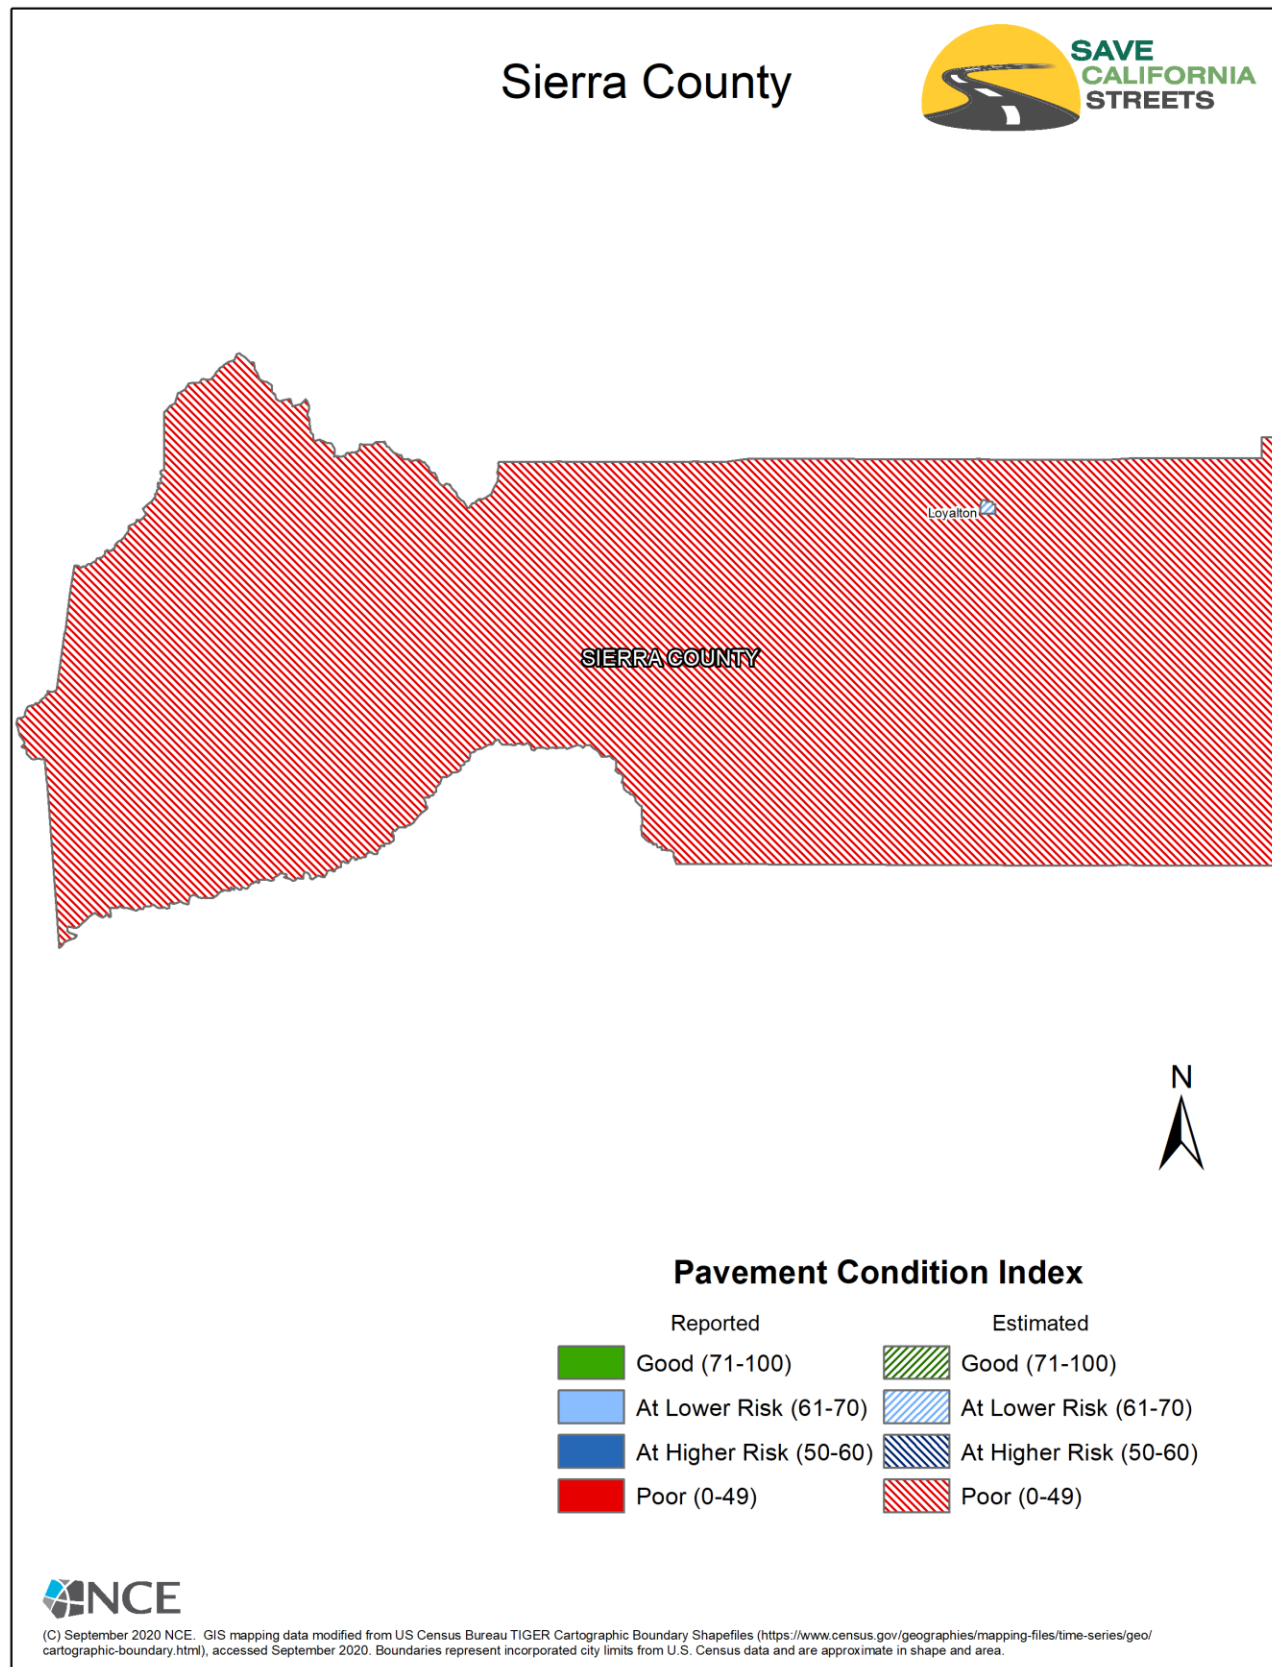 Sierra County
SAVE
CALIFORNIA
STREETS
Loyalton
SIERRA COUNTY
N
Pavement Condition Index
Reported Estimated
Good (71-100) Good (71-100)
At Lower Risk (61-70) At Lower Risk (61-70)
At Higher Risk (50-60) At Higher Risk (50-60)
Poor (0-49) Poor (0-49)
NCE
(C) September 2020 NCE. GIS mapping data modified from US Census Bureau TIGER Cartographic Boundary Shapefiles (https://www.census.gov/geographies/mapping-files/time-series/geo/
cartographic-boundary.html), accessed September 2020. Boundaries represent incorporated city limits from U.S. Census data and are approximate in shape and area.